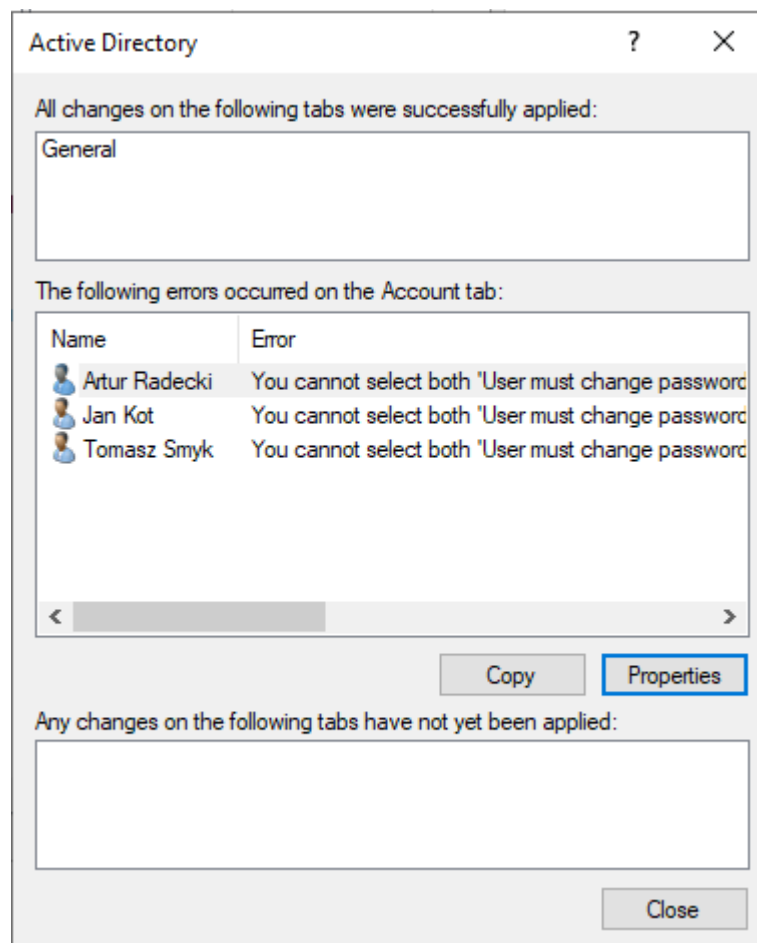 Active Directory
All changes on the following tabs were successfully applied:
General
The following errors occurred on the Account tab:
Name Error
Artur Radecki You cannot select both 'User must change password
Jan Kot You cannot select both 'User must change password
Tomasz Smyk You cannot select both 'User must change password
Copy Properties
Any changes on the following tabs have not yet been applied:
Close